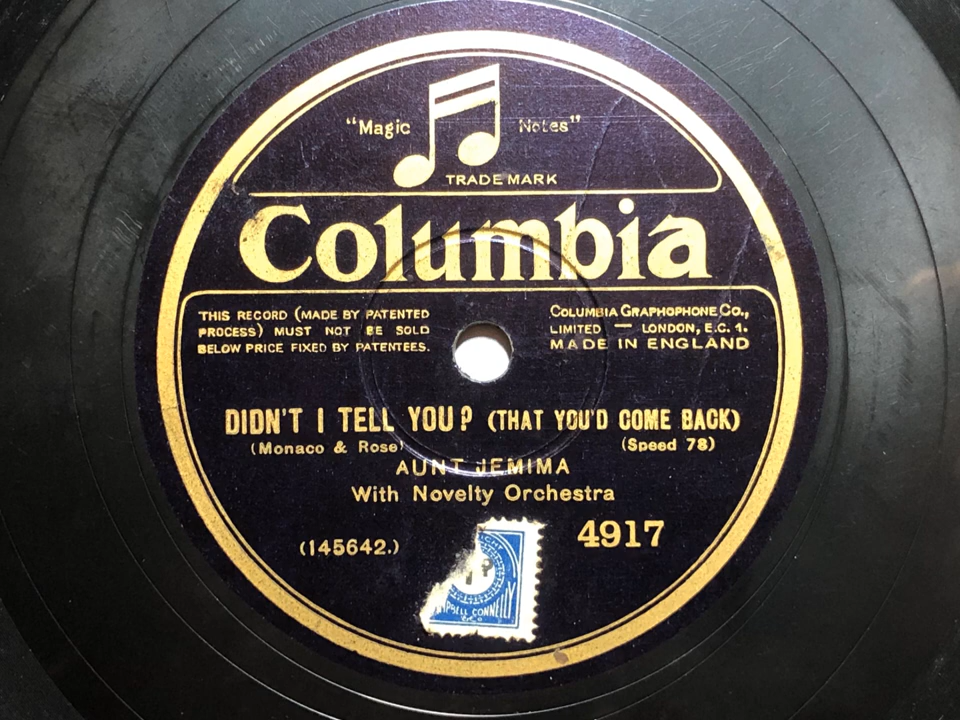 "Magic Notes"
TRADE MARK
Columbia
THIS RECORD (MADE BY PATENTED
PROCESS) MUST NOT BE SOLD
BELOW PRICE FIXED BY PATENTEES.
COLUMBIA GRAPHOPHONE CO.,
LIMITED — LONDON, E.C. 1.
MADE IN ENGLAND
DIDN'T I TELL YOU? (THAT YOU'D COME BACK)
(Monaco & Rose) (Speed 78)
AUNT JEMIMA
With Novelty Orchestra
(145642.) 4917
CONNELLY